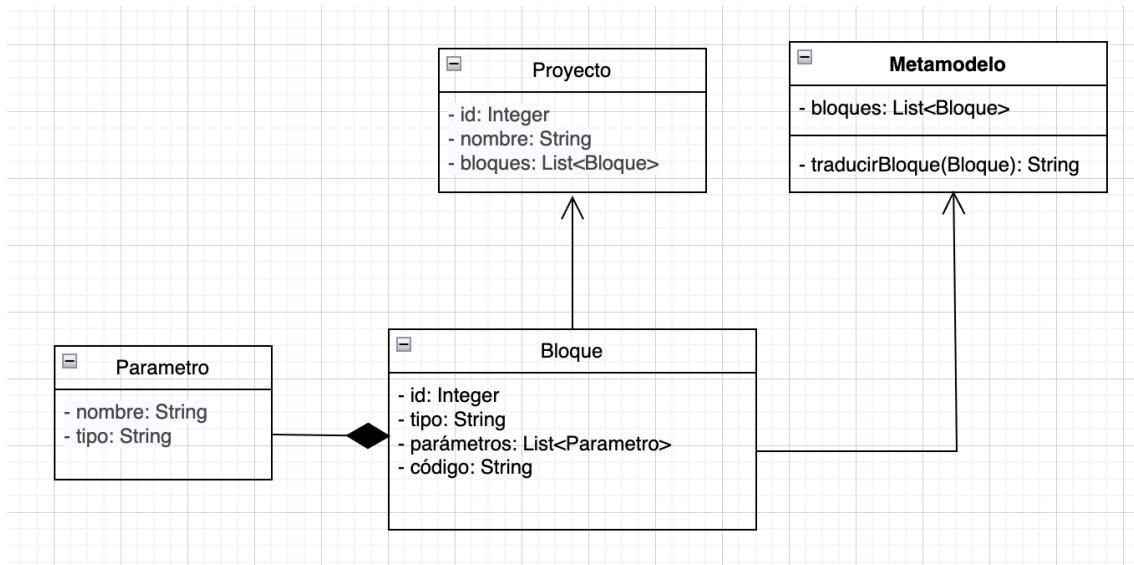 Proyecto
- id: Integer
- nombre: String
- bloques: List<Bloque>
Metamodelo
- bloques: List<Bloque>
- traducirBloque(Bloque): String
Parametro
- nombre: String
- tipo: String
Bloque
- id: Integer
- tipo: String
- parámetros: List<Parametro>
- código: String